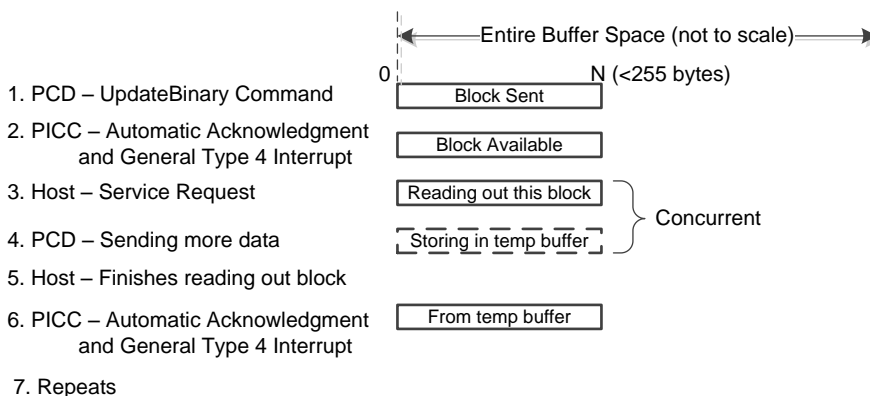 Entire Buffer Space (not to scale)
0
N (<255 bytes)
1. PCD – UpdateBinary Command
Block Sent
2. PICC – Automatic Acknowledgment
and General Type 4 Interrupt
Block Available
3. Host – Service Request
Reading out this block
Concurrent
4. PCD – Sending more data
Storing in temp buffer
5. Host – Finishes reading out block
6. PICC – Automatic Acknowledgment
and General Type 4 Interrupt
From temp buffer
7. Repeats